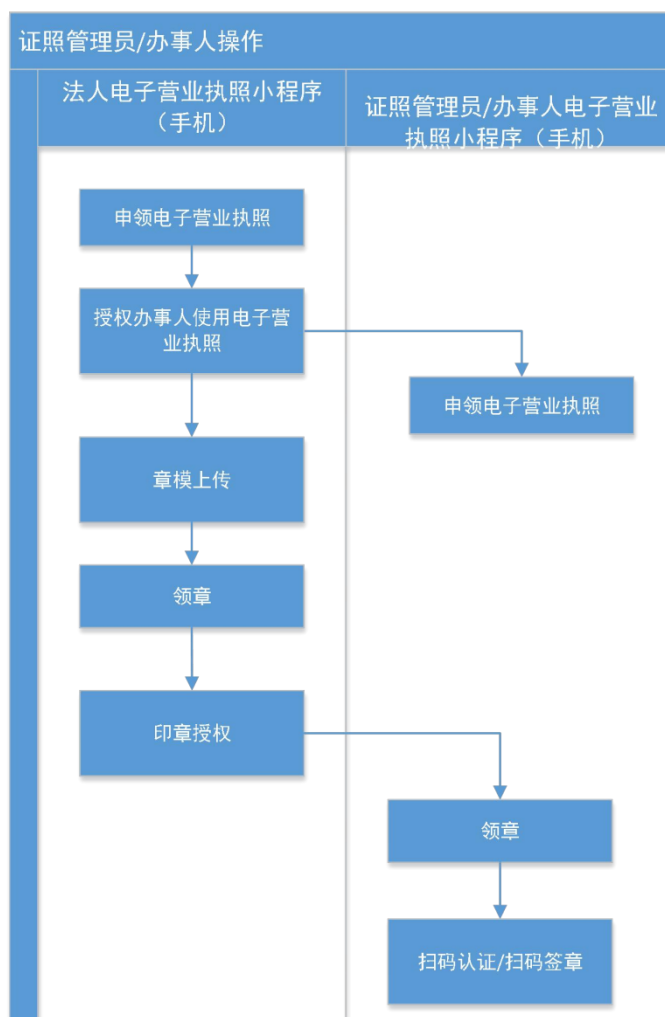 证照管理员/办事人操作
法人电子营业执照小程序
（手机）
证照管理员/办事人电子营业
执照小程序（手机）
申领电子营业执照
授权办事人使用电子营
业执照
申领电子营业执照
章模上传
领章
印章授权
领章
扫码认证/扫码签章